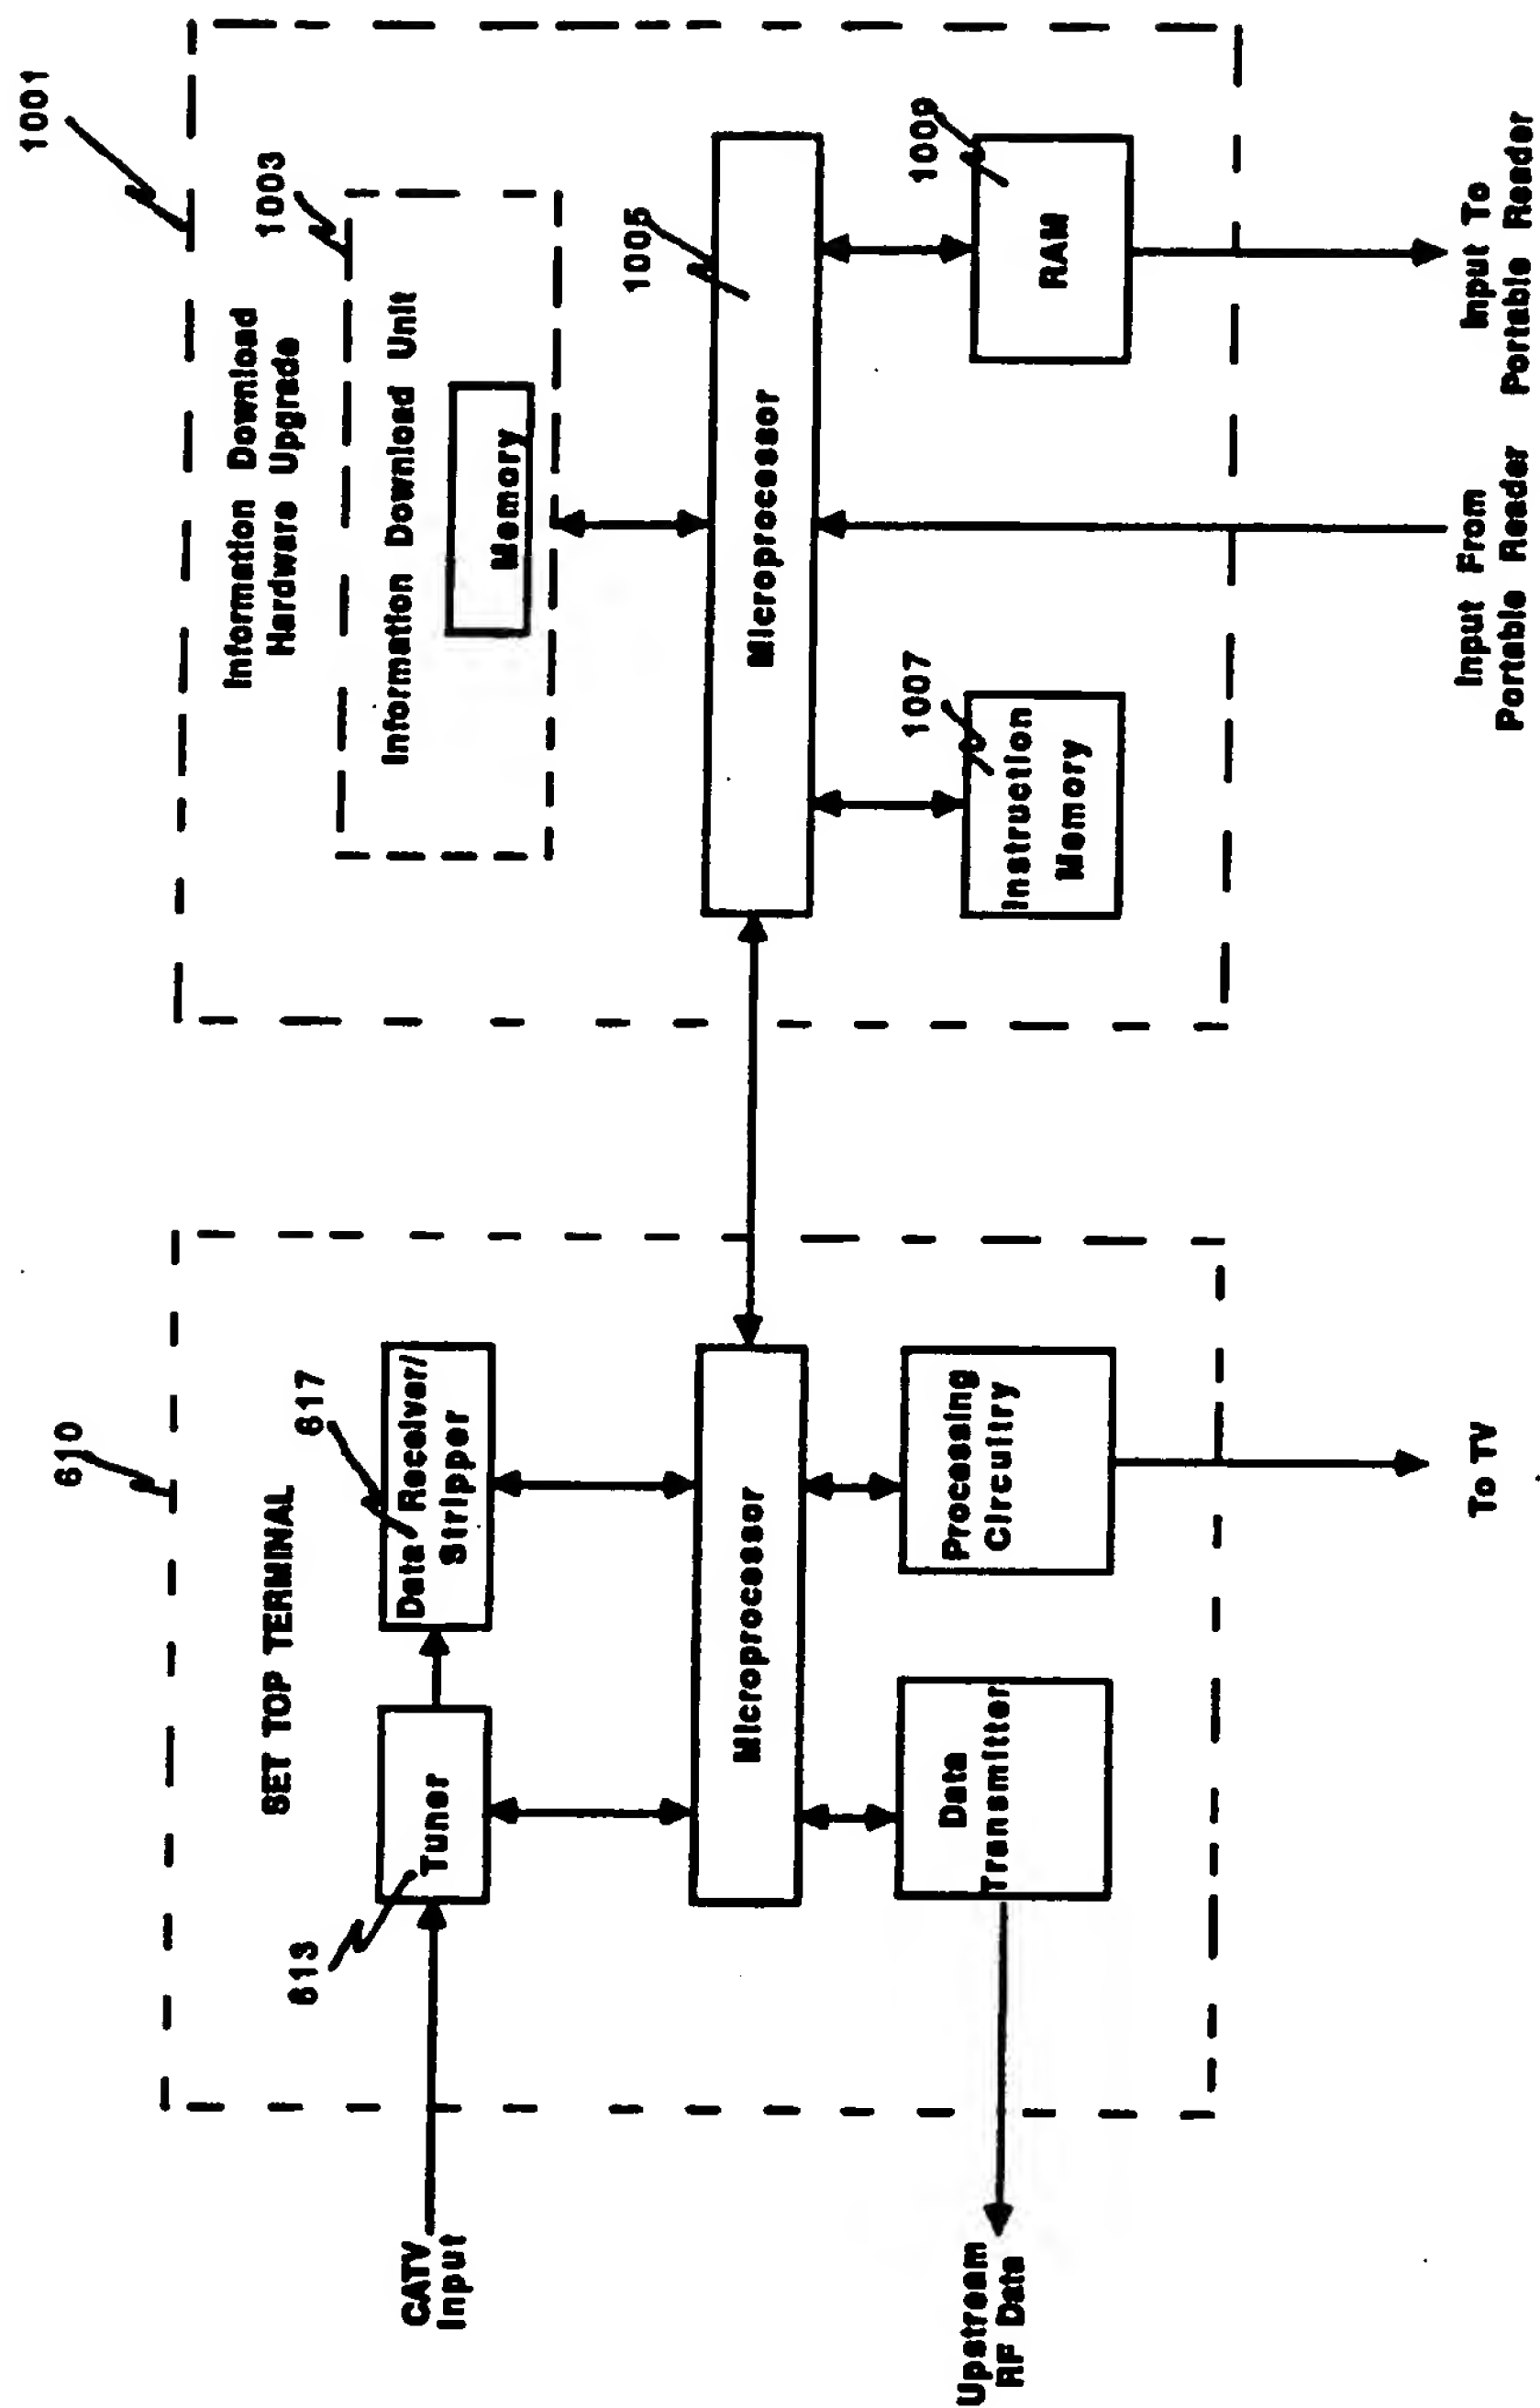 610
SET TOP TERMINAL
613
617
CATV
Input
Tuner
Data Receiver/
Stripper
Microprocessor
Data
Transmitter
Processing
Circuitry
Upstream
RF Data
To TV
1001
Information Download
Hardware Upgrade
1003
Information Download Unit
Memory
1005
Microprocessor
1007
Instruction
Memory
1009
RAM
Input From
Portable Reader
Input To
Portable Reader